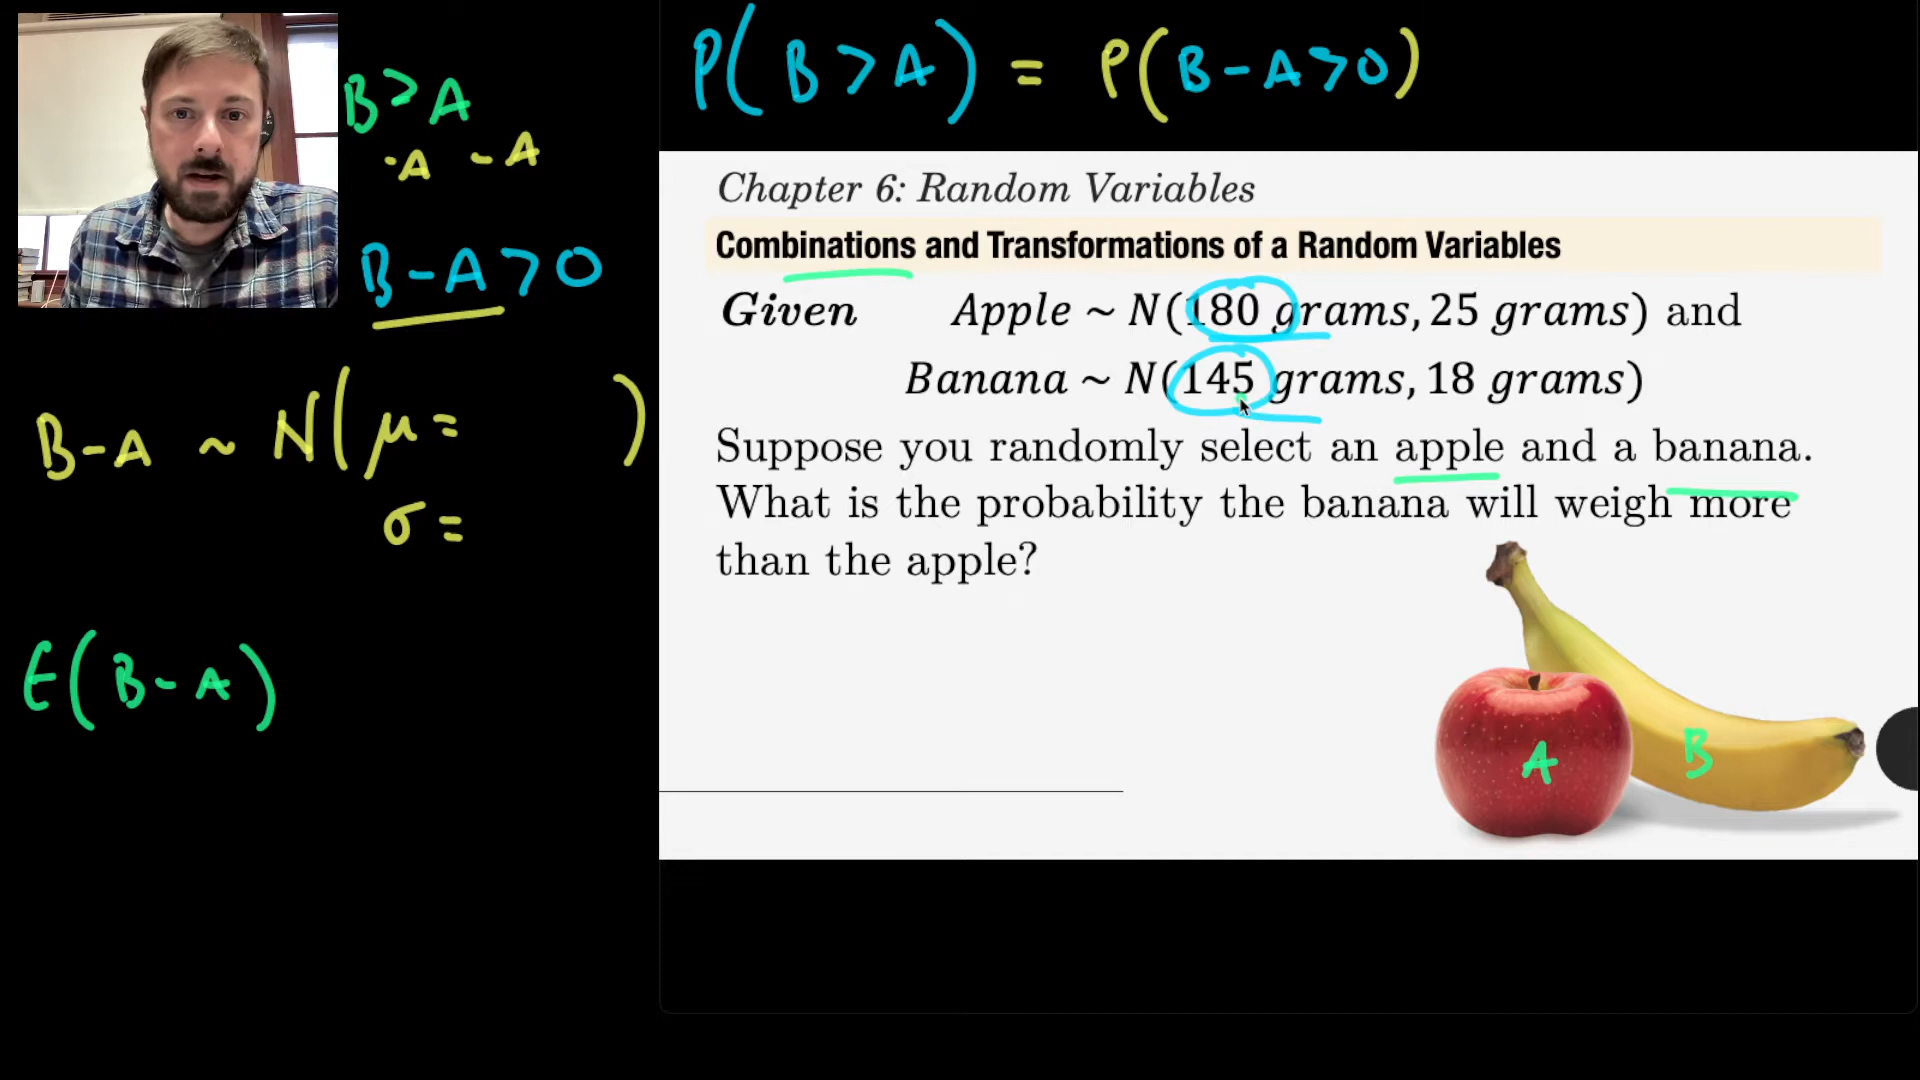 P(B > A) = P(B - A > 0)
B > A
-A - A
B - A > 0
B - A ~ N(μ = )
σ =
E(B - A)
Chapter 6: Random Variables
Combinations and Transformations of a Random Variables
Given Apple ~ N(180 grams, 25 grams) and
Banana ~ N(145 grams, 18 grams)
Suppose you randomly select an apple and a banana.
What is the probability the banana will weigh more
than the apple?
A
B